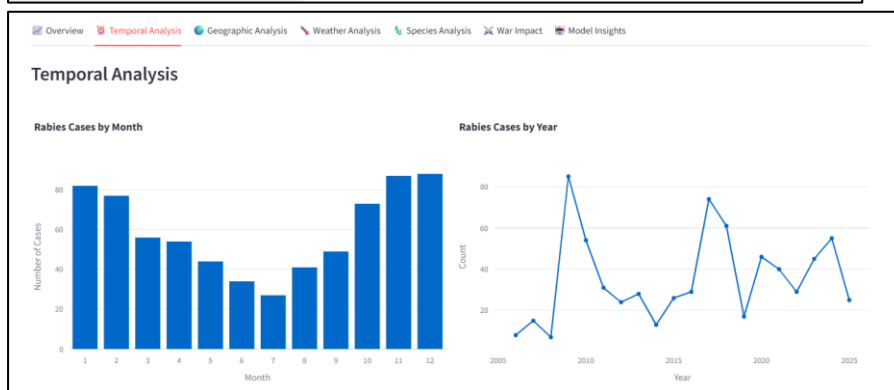 Overview Temporal Analysis Geographic Analysis Weather Analysis Species Analysis War Impact Model Insights
Temporal Analysis
Rabies Cases by Month
80
60
40
20
0
Number of Cases
1 2 3 4 5 6 7 8 9 10 11 12
Month
Rabies Cases by Year
80
60
40
20
Count
2005 2010 2015 2020 2025
Year